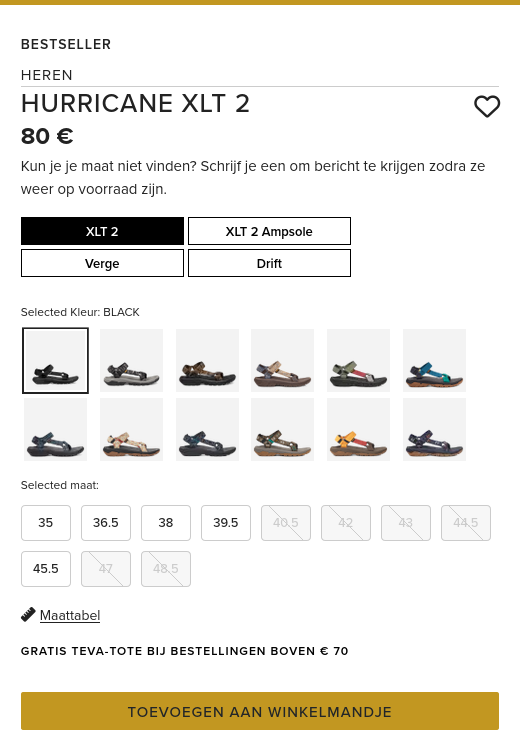 BESTSELLER
HEREN
HURRICANE XLT 2
80 €
Kun je je maat niet vinden? Schrijf je een om bericht te krijgen zodra ze
weer op voorraad zijn.
XLT 2
XLT 2 Ampsole
Verge
Drift
Selected Kleur: BLACK
Selected maat:
35 36.5 38 39.5 40.5 42 43 44.5
45.5 47 48.5
Maattabel
GRATIS TEVA-TOTE BIJ BESTELLINGEN BOVEN € 70
TOEVOEGEN AAN WINKELMANDJE